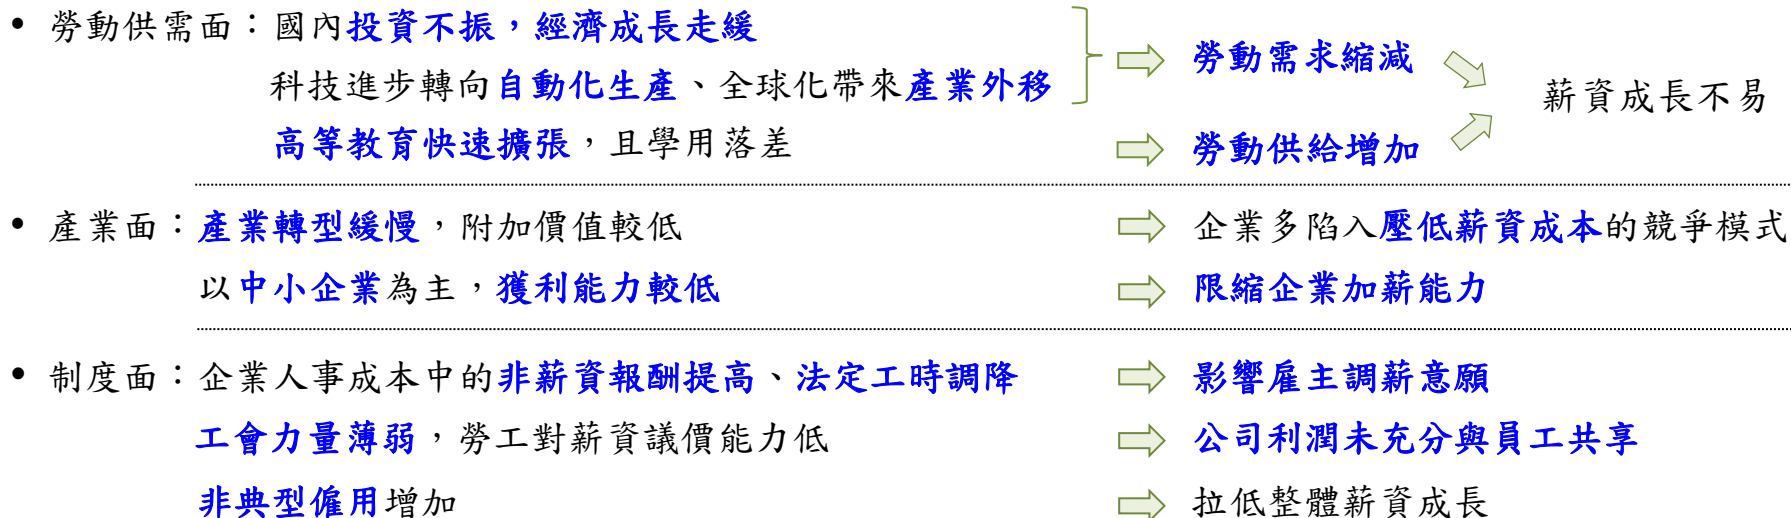 • 勞動供需面：國內投資不振，經濟成長走緩
科技進步轉向自動化生產、全球化帶來產業外移
勞動需求縮減
高等教育快速擴張，且學用落差
勞動供給增加
薪資成長不易
• 產業面：產業轉型緩慢，附加價值較低
企業多陷入壓低薪資成本的競爭模式
以中小企業為主，獲利能力較低
限縮企業加薪能力
• 制度面：企業人事成本中的非薪資報酬提高、法定工時調降
影響雇主調薪意願
工會力量薄弱，勞工對薪資議價能力低
公司利潤未充分與員工共享
非典型僱用增加
拉低整體薪資成長